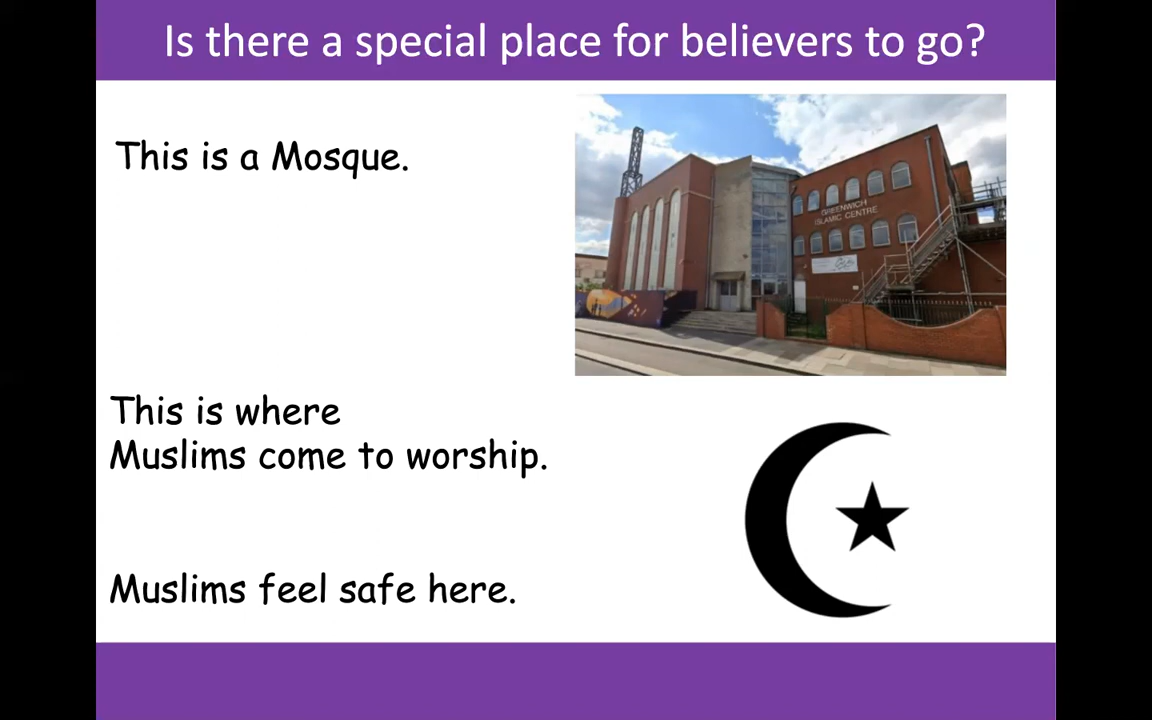 Is there a special place for believers to go?
This is a Mosque.
GREENWICH
ISLAMIC CENTRE
This is where
Muslims come to worship.
Muslims feel safe here.